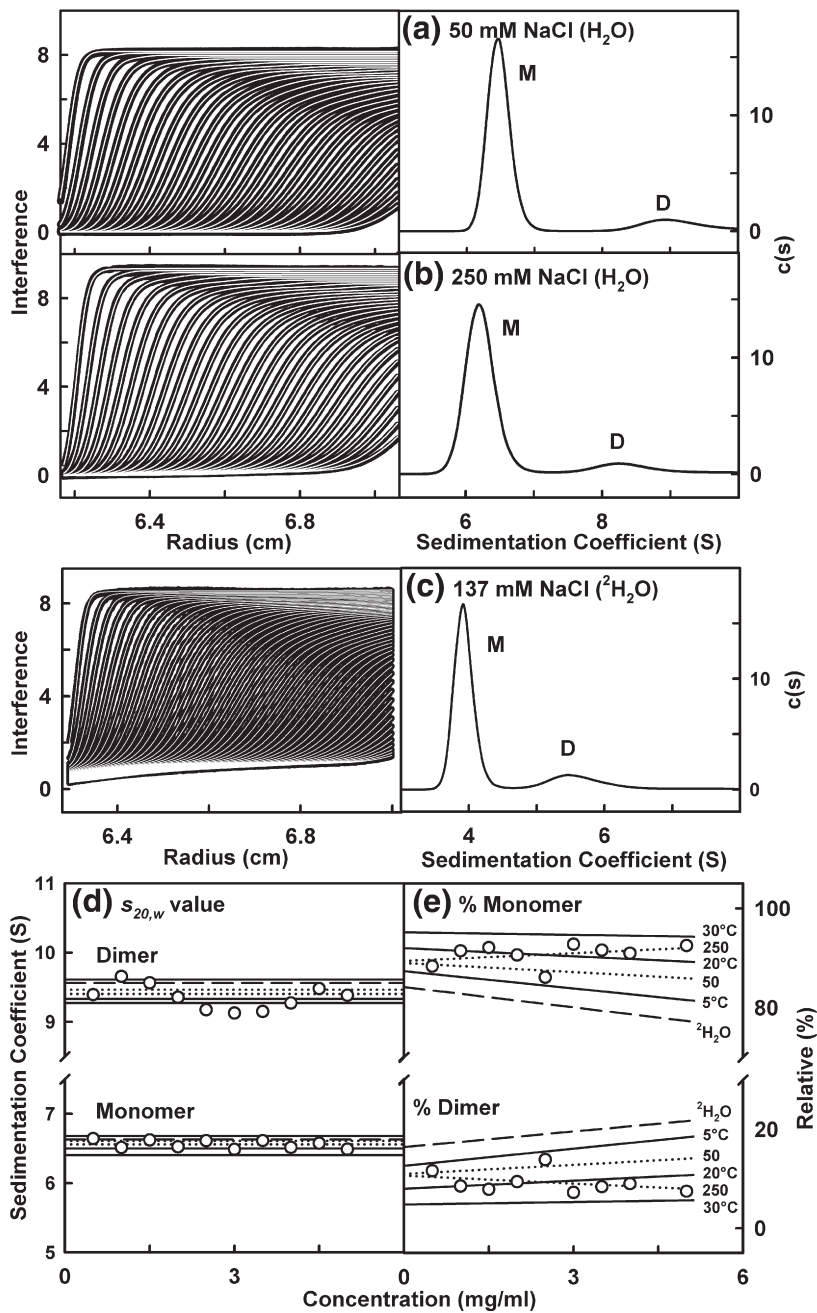 (a) 50 mM NaCl (H₂O)
M
D
8
4
0
Interference
10
0
c(s)
(b) 250 mM NaCl (H₂O)
M
D
8
4
0
10
0
6.4 6.8
Radius (cm)
6 8
Sedimentation Coefficient (S)
(c) 137 mM NaCl (²H₂O)
M
D
8
4
0
Interference
10
0
c(s)
6.4 6.8
Radius (cm)
4 6
Sedimentation Coefficient (S)
(d) s20,w value
Dimer
Monomer
11
10
9
7
6
5
Sedimentation Coefficient (S)
0 3
(e) % Monomer
30°C
250
20°C
50
5°C
²H₂O
% Dimer
²H₂O
5°C
50
20°C
250
30°C
100
80
20
0
Relative (%)
0 3 6
Concentration (mg/ml)